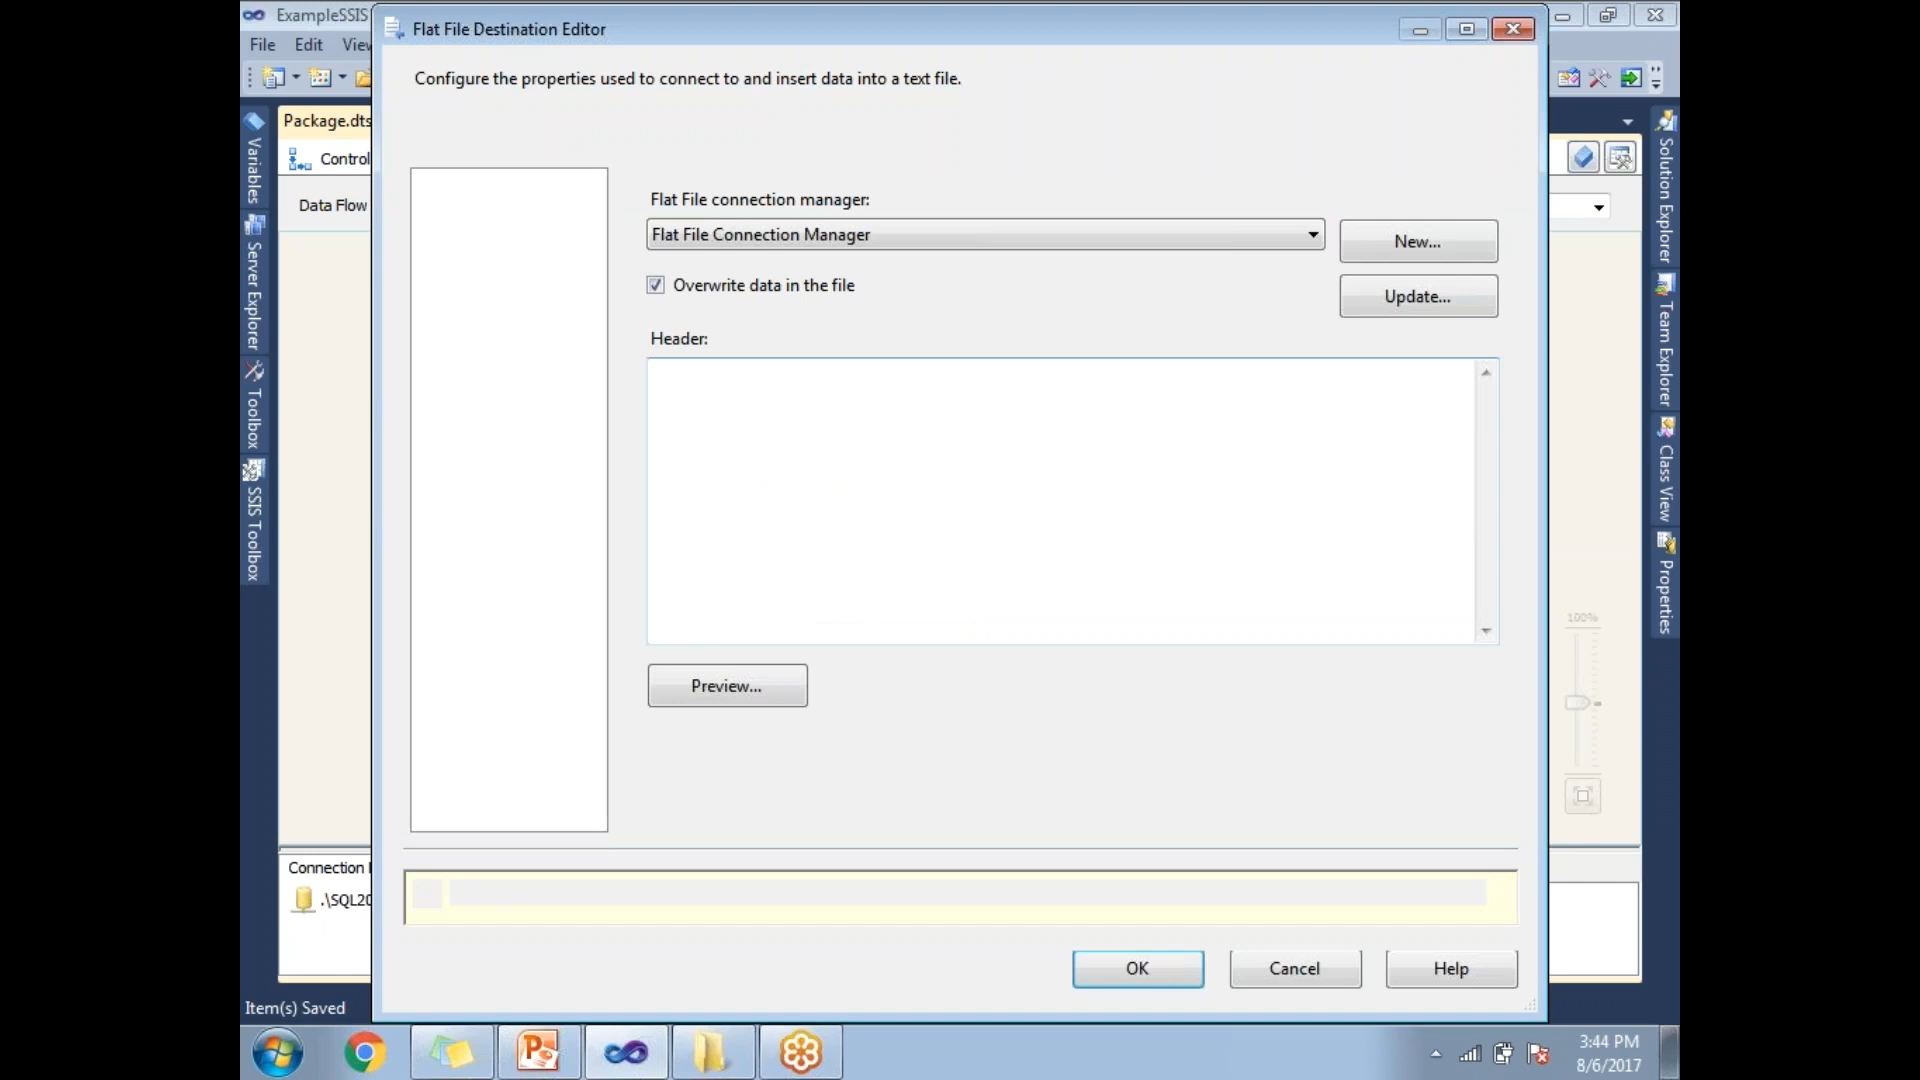 ExampleSSIS
Flat File Destination Editor
File Edit View
Configure the properties used to connect to and insert data into a text file.
Package.dts
Control
Data Flow
Flat File connection manager:
Flat File Connection Manager
New...
Overwrite data in the file
Update...
Header:
Preview...
Variables
Server Explorer
Toolbox
SSIS Toolbox
Solution Explorer
Team Explorer
Class View
Properties
100%
Connection
.\SQL20
OK Cancel Help
Item(s) Saved
3:44 PM
8/6/2017